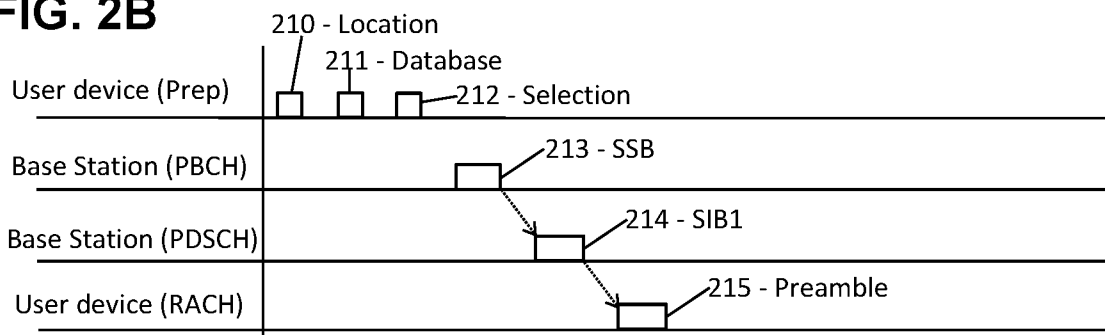 FIG. 2B
210 - Location
211 - Database
User device (Prep)
212 - Selection
213 - SSB
Base Station (PBCH)
214 - SIB1
Base Station (PDSCH)
215 - Preamble
User device (RACH)